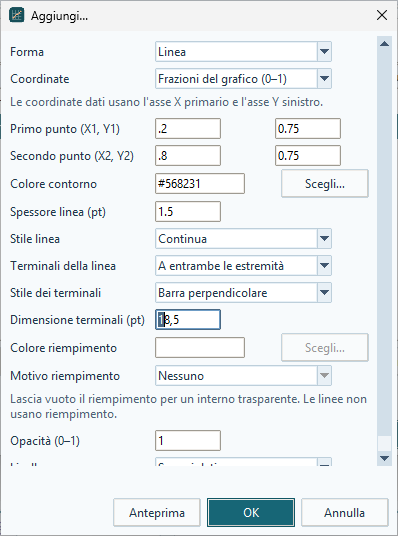 Aggiungi...
Forma Linea
Coordinate Frazioni del grafico (0–1)
Le coordinate dati usano l'asse X primario e l'asse Y sinistro.
Primo punto (X1, Y1) .2 0.75
Secondo punto (X2, Y2) .8 0.75
Colore contorno #568231 Scegli...
Spessore linea (pt) 1.5
Stile linea Continua
Terminali della linea A entrambe le estremità
Stile dei terminali Barra perpendicolare
Dimensione terminali (pt) 18,5
Colore riempimento Scegli...
Motivo riempimento Nessuno
Lascia vuoto il riempimento per un interno trasparente. Le linee non
usano riempimento.
Opacità (0–1) 1
Anteprima OK Annulla